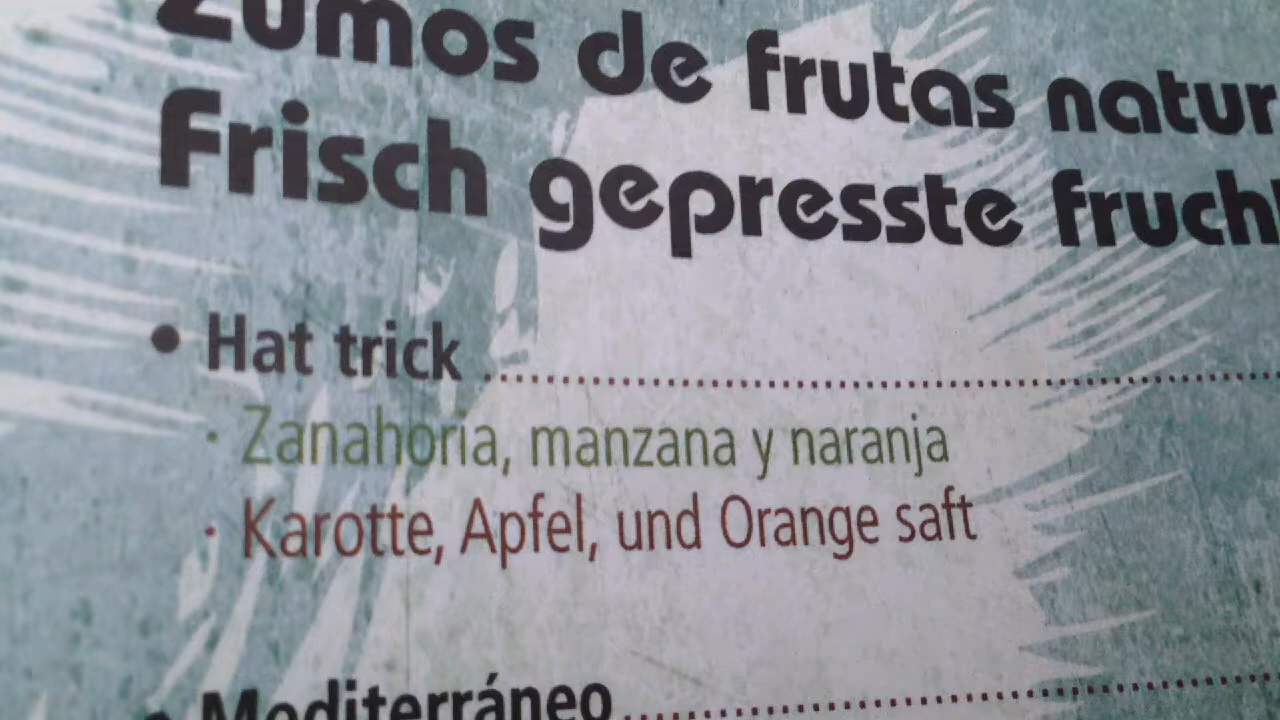 Zumos de frutas natur
Frisch gepresste fruch
• Hat trick
· Zanahoria, manzana y naranja
· Karotte, Apfel, und Orange saft
• Mediterráneo